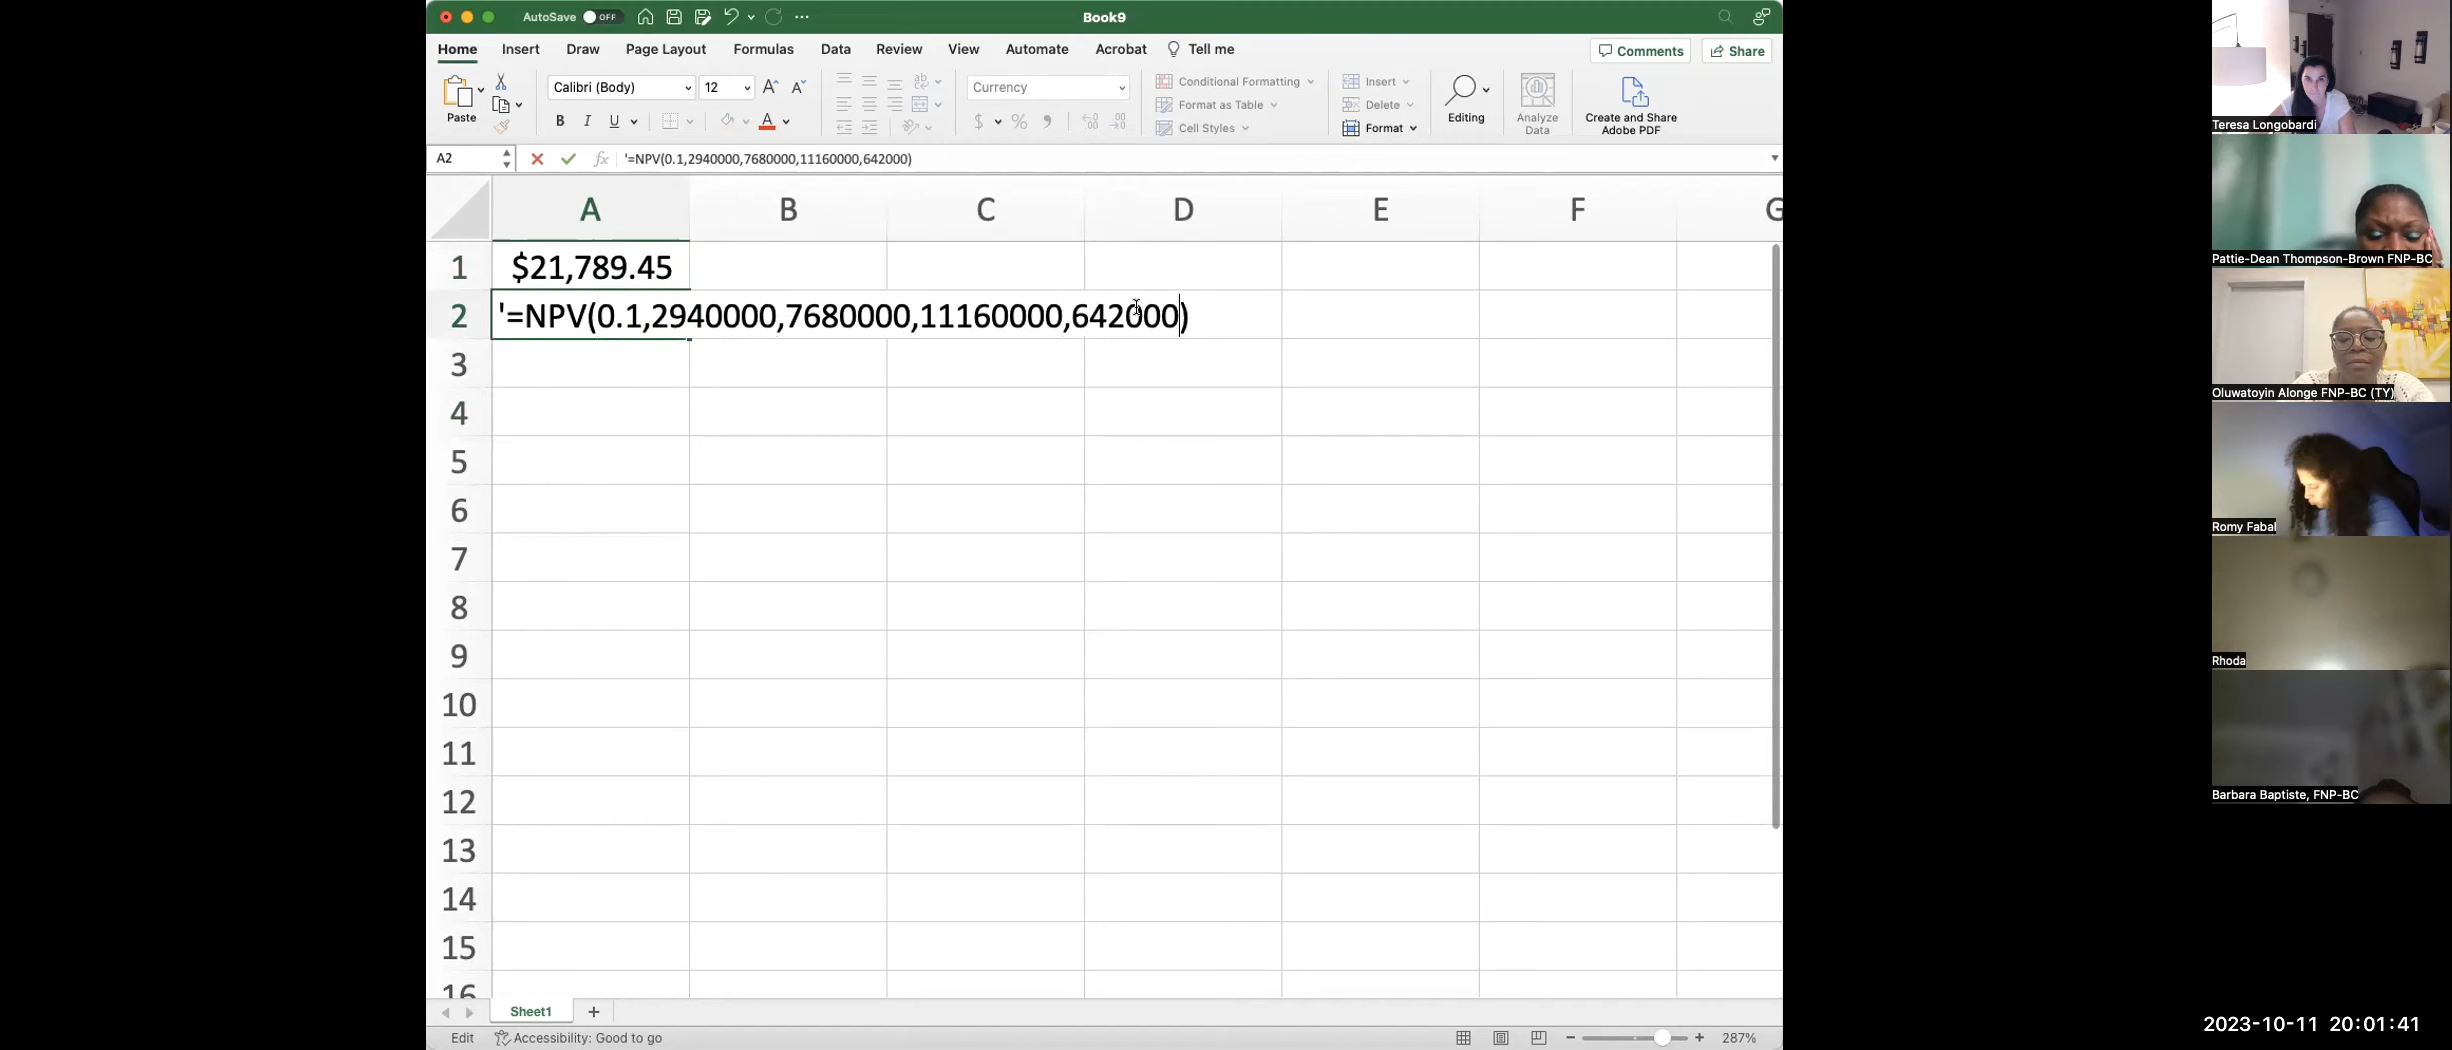 AutoSave OFF Book9
Home Insert Draw Page Layout Formulas Data Review View Automate Acrobat Tell me Comments Share
Calibri (Body) 12 A A ab Currency Conditional Formatting Insert
Format as Table Delete
Paste Editing Analyze Data Create and Share Adobe PDF
B I U A $ % Cell Styles Format
A2 fx '=NPV(0.1,2940000,7680000,11160000,642000)
A B C D E F G
1 $21,789.45
2 '=NPV(0.1,2940000,7680000,11160000,642000)
3
4
5
6
7
8
9
10
11
12
13
14
15
16
Sheet1 +
Edit Accessibility: Good to go 287%
Teresa Longobardi
Pattie-Dean Thompson-Brown FNP-BC
Oluwatoyin Alonge FNP-BC (TY)
Romy Fabal
Rhoda
Barbara Baptiste, FNP-BC
2023-10-11 20:01:41